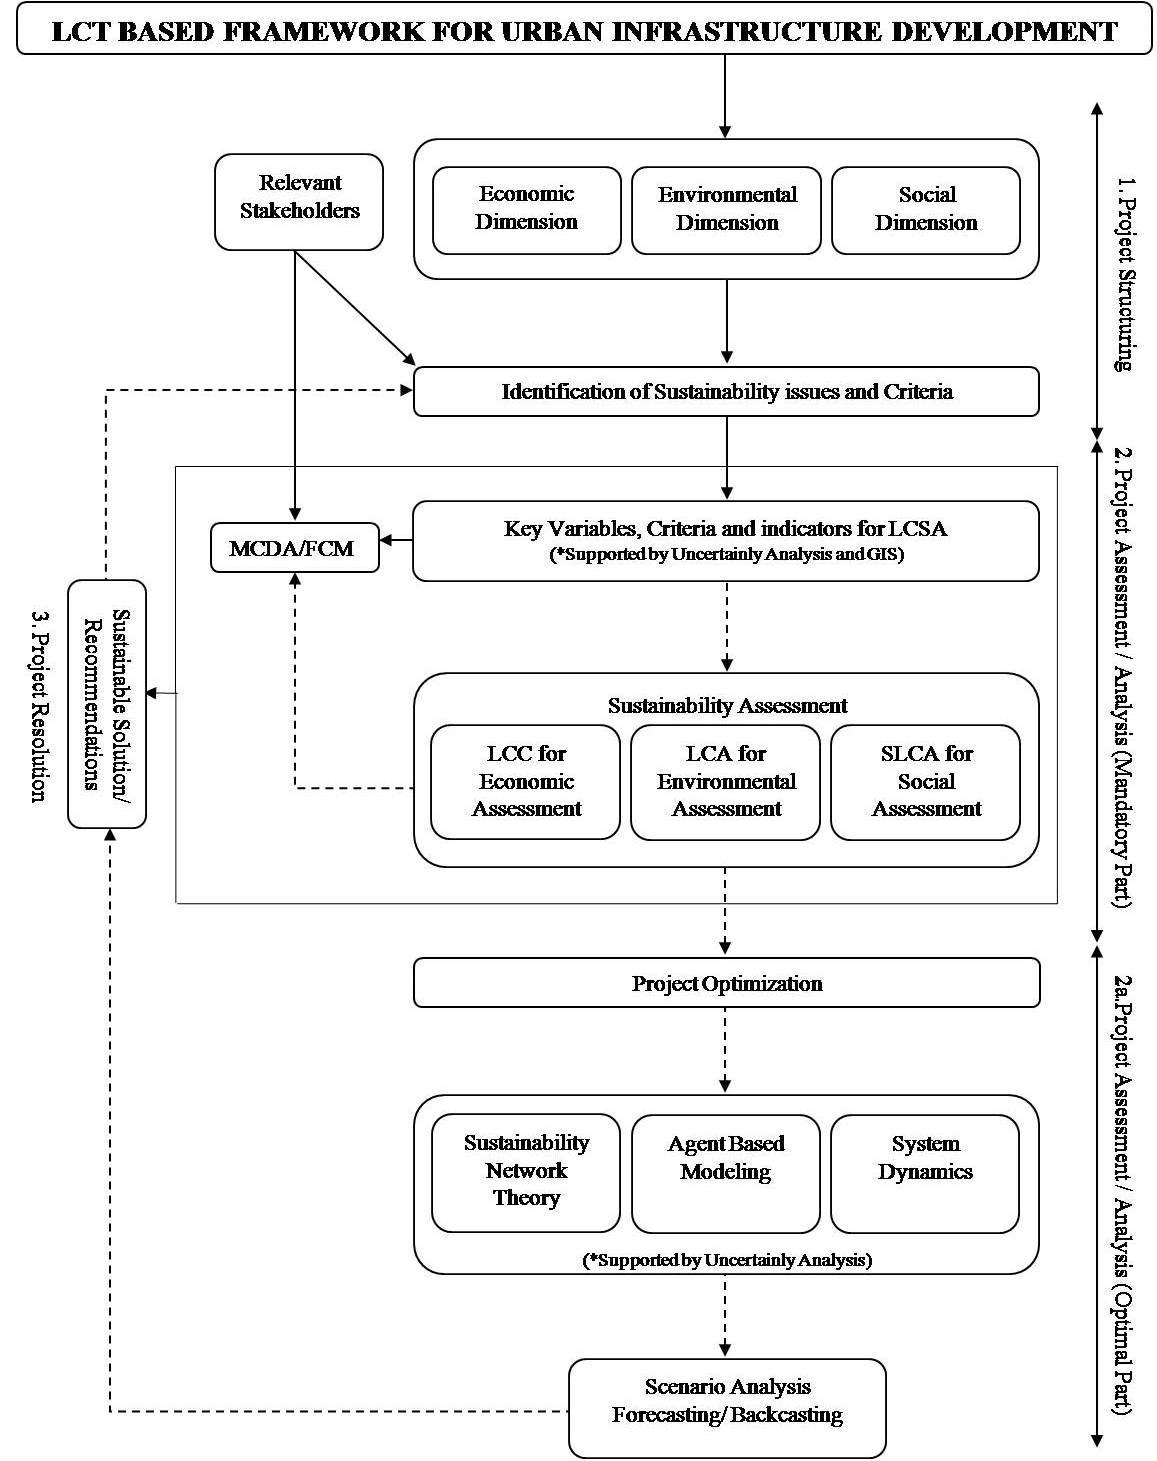 LCT BASED FRAMEWORK FOR URBAN INFRASTRUCTURE DEVELOPMENT
Relevant
Stakeholders
Economic
Dimension
Environmental
Dimension
Social
Dimension
1. Project Structuring
Identification of Sustainability issues and Criteria
Key Variables, Criteria and indicators for LCSA
(*Supported by Uncertainly Analysis and GIS)
MCDA/FCM
2. Project Assessment / Analysis (Mandatory Part)
Sustainability Assessment
LCC for
Economic
Assessment
LCA for
Environmental
Assessment
SLCA for
Social
Assessment
Sustainable Solution/
Recommendations
3. Project Resolution
Project Optimization
2a.Project Assessment / Analysis (Optimal Part)
Sustainability
Network
Theory
Agent Based
Modeling
System
Dynamics
(*Supported by Uncertainly Analysis)
Scenario Analysis
Forecasting/ Backcasting